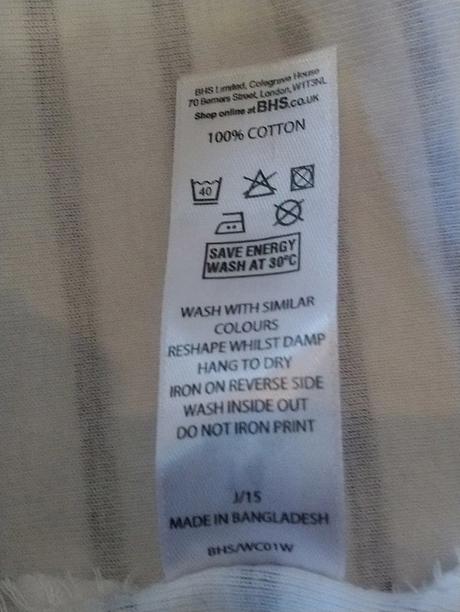 BHS Limited, Colegrave House
70 Berners Street, London, W1T3NL
Shop online at BHS.CO.UK
100% COTTON
40
SAVE ENERGY
WASH AT 30°C
WASH WITH SIMILAR
COLOURS
RESHAPE WHILST DAMP
HANG TO DRY
IRON ON REVERSE SIDE
WASH INSIDE OUT
DO NOT IRON PRINT
J/15
MADE IN BANGLADESH
BHS/WC01W